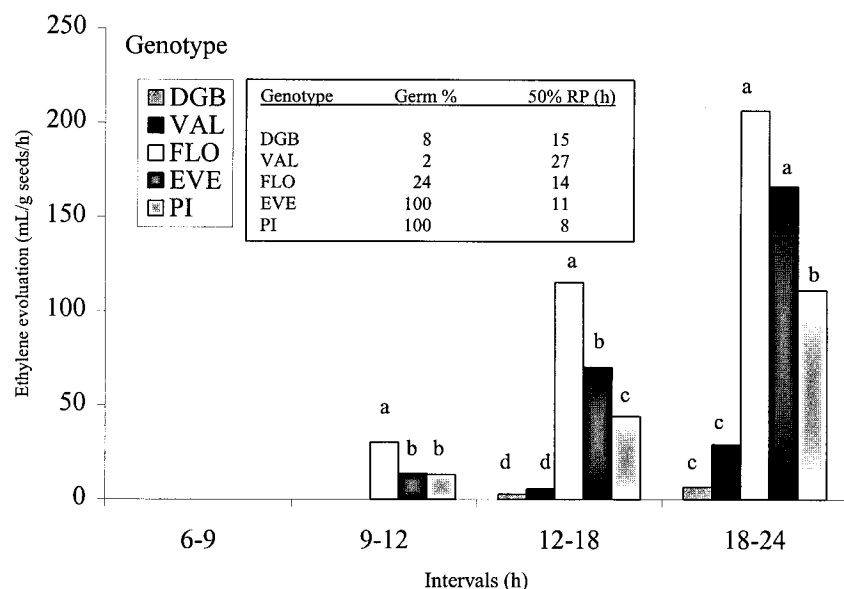 250
200
150
100
50
0
Ethylene evoluation (mL/g seeds/h)
Genotype
DGB
VAL
FLO
EVE
PI
Genotype Germ % 50% RP (h)
DGB 8 15
VAL 2 27
FLO 24 14
EVE 100 11
PI 100 8
a
b b
d d a b c
c c a a b
6-9 9-12 12-18 18-24
Intervals (h)